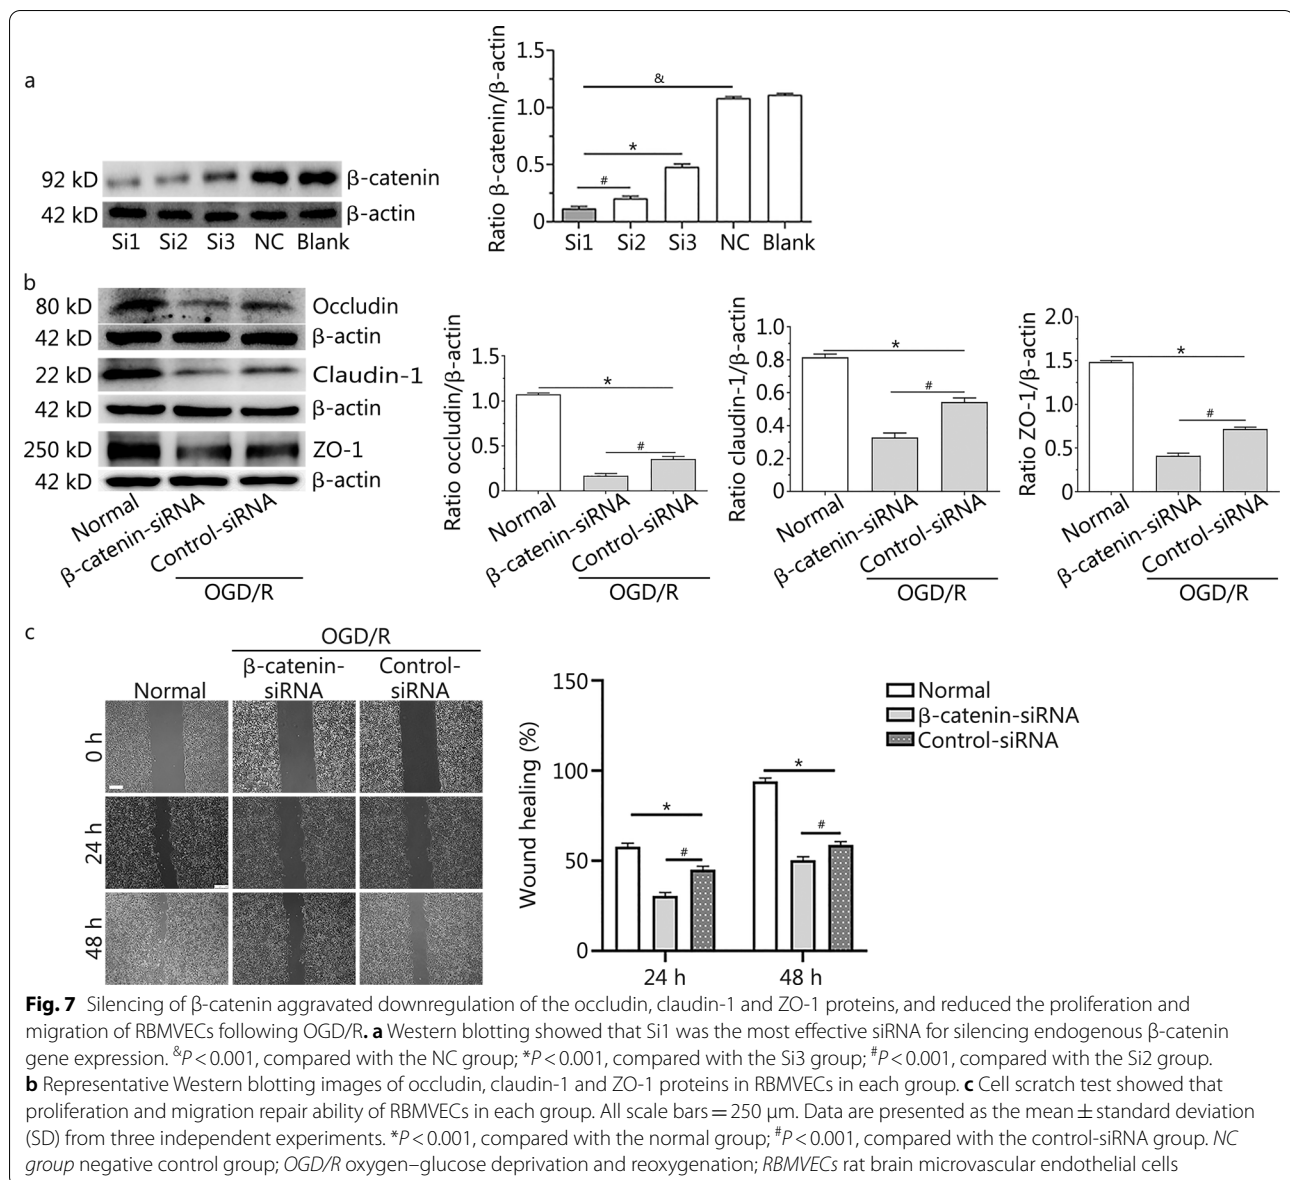 a
92 kD
β-catenin
42 kD
β-actin
Si1 Si2 Si3 NC Blank
Ratio β-catenin/β-actin
1.5
1.0
0.5
0
&
*
#
Si1 Si2 Si3 NC Blank
b
80 kD
Occludin
42 kD
β-actin
22 kD
Claudin-1
42 kD
β-actin
250 kD
ZO-1
42 kD
β-actin
Normal
β-catenin-siRNA
Control-siRNA
OGD/R
Ratio occludin/β-actin
1.5
1.0
0.5
0
*
#
Normal
β-catenin-siRNA
Control-siRNA
OGD/R
Ratio claudin-1/β-actin
1.0
0.8
0.6
0.4
0.2
0
*
#
Normal
β-catenin-siRNA
Control-siRNA
OGD/R
Ratio ZO-1/β-actin
2.0
1.5
1.0
0.5
0
*
#
Normal
β-catenin-siRNA
Control-siRNA
OGD/R
c
OGD/R
Normal
β-catenin-
siRNA
Control-
siRNA
0 h
24 h
48 h
Wound healing (%)
150
100
50
0
*
#
*
#
24 h 48 h
Normal
β-catenin-siRNA
Control-siRNA
Fig. 7 Silencing of β-catenin aggravated downregulation of the occludin, claudin-1 and ZO-1 proteins, and reduced the proliferation and
migration of RBMVECs following OGD/R. a Western blotting showed that Si1 was the most effective siRNA for silencing endogenous β-catenin
gene expression. &P < 0.001, compared with the NC group; *P < 0.001, compared with the Si3 group; #P < 0.001, compared with the Si2 group.
b Representative Western blotting images of occludin, claudin-1 and ZO-1 proteins in RBMVECs in each group. c Cell scratch test showed that
proliferation and migration repair ability of RBMVECs in each group. All scale bars = 250 μm. Data are presented as the mean ± standard deviation
(SD) from three independent experiments. *P < 0.001, compared with the normal group; #P < 0.001, compared with the control-siRNA group. NC
group negative control group; OGD/R oxygen–glucose deprivation and reoxygenation; RBMVECs rat brain microvascular endothelial cells